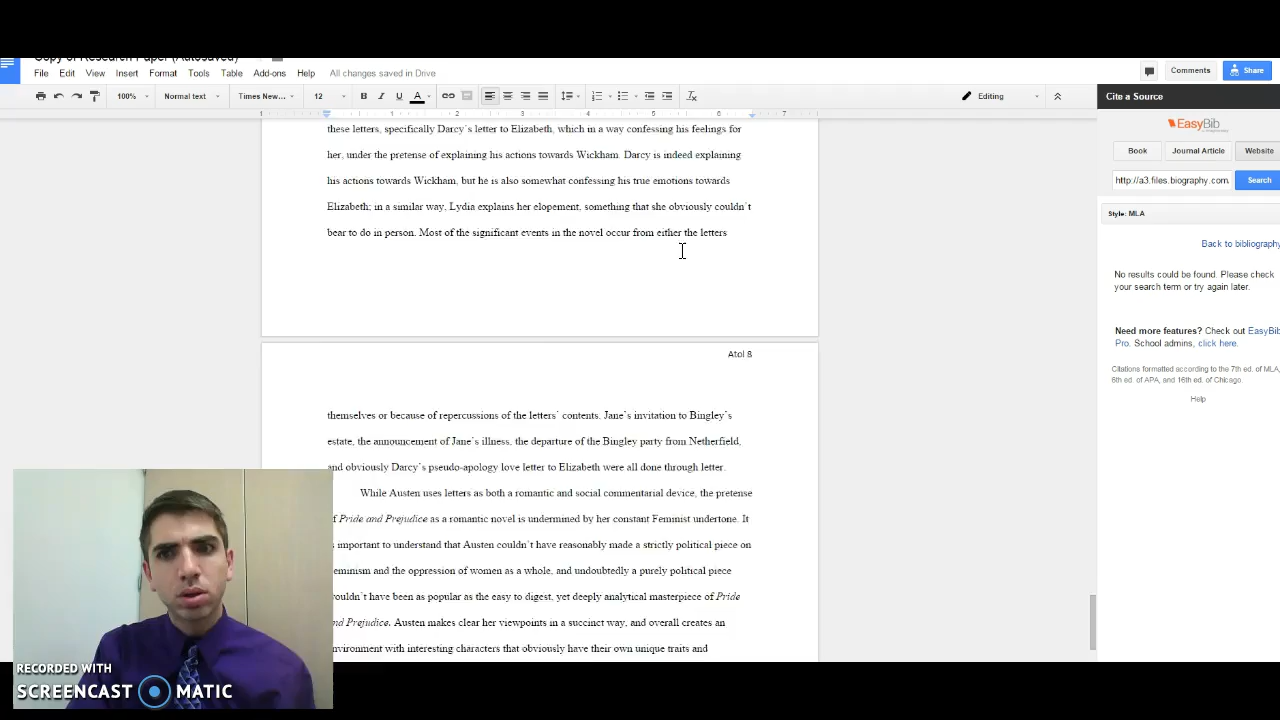 Copy of Research Paper (Autosaved)
File Edit View Insert Format Tools Table Add-ons Help All changes saved in Drive
Comments
Share
100% Normal text Times New... 12 B I U A Editing
1 2 3 4 5 6 7
these letters, specifically Darcy's letter to Elizabeth, which in a way confessing his feelings for
her, under the pretense of explaining his actions towards Wickham. Darcy is indeed explaining
his actions towards Wickham, but he is also somewhat confessing his true emotions towards
Elizabeth; in a similar way, Lydia explains her elopement, something that she obviously couldn't
bear to do in person. Most of the significant events in the novel occur from either the letters
Atol 8
themselves or because of repercussions of the letters' contents. Jane's invitation to Bingley's
estate, the announcement of Jane's illness, the departure of the Bingley party from Netherfield,
and obviously Darcy's pseudo-apology love letter to Elizabeth were all done through letter.
While Austen uses letters as both a romantic and social commentarial device, the pretense
f Pride and Prejudice as a romantic novel is undermined by her constant Feminist undertone. It
important to understand that Austen couldn't have reasonably made a strictly political piece on
eminism and the oppression of women as a whole, and undoubtedly a purely political piece
ouldn't have been as popular as the easy to digest, yet deeply analytical masterpiece of Pride
nd Prejudice. Austen makes clear her viewpoints in a succinct way, and overall creates an
nvironment with interesting characters that obviously have their own unique traits and
Cite a Source
EasyBib
Book Journal Article Website
http://a3.files.biography.com, Search
Style: MLA
Back to bibliography
No results could be found. Please check
your search term or try again later.
Need more features? Check out EasyBib
Pro. School admins, click here.
Citations formatted according to the 7th ed. of MLA,
6th ed. of APA, and 16th ed. of Chicago.
Help
RECORDED WITH
SCREENCAST MATIC